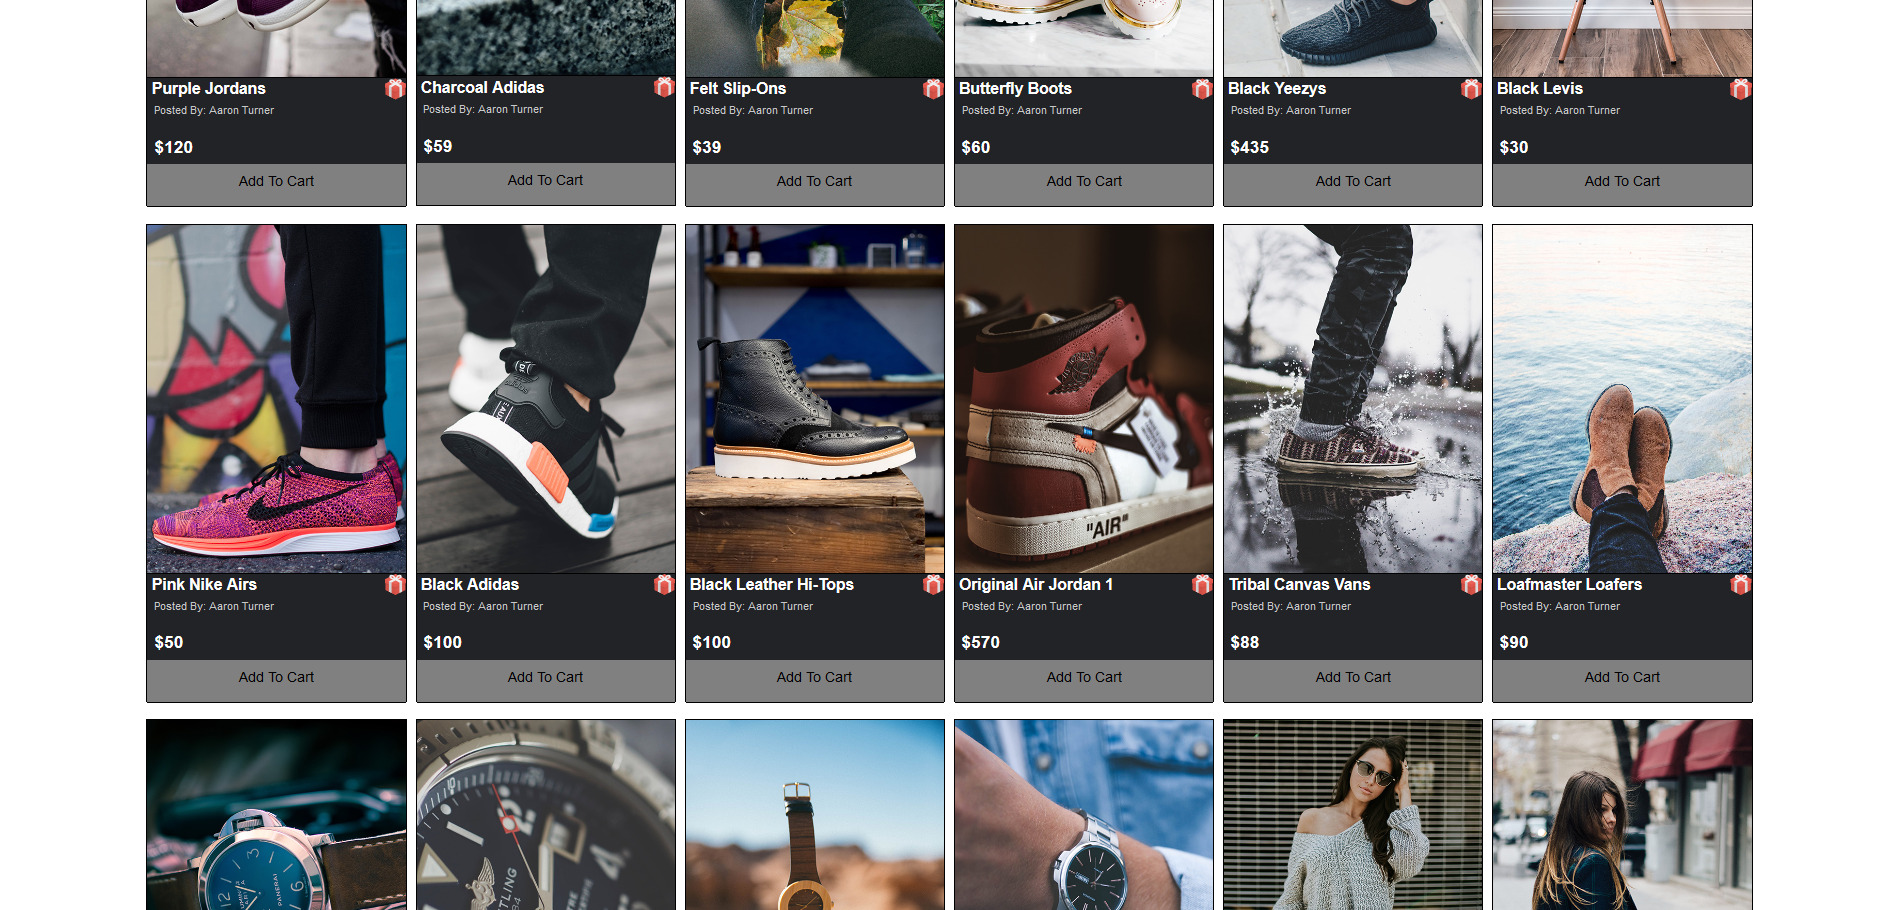 Purple Jordans
Posted By: Aaron Turner
$120
Add To Cart
Charcoal Adidas
Posted By: Aaron Turner
$59
Add To Cart
Felt Slip-Ons
Posted By: Aaron Turner
$39
Add To Cart
Butterfly Boots
Posted By: Aaron Turner
$60
Add To Cart
Black Yeezys
Posted By: Aaron Turner
$435
Add To Cart
Black Levis
Posted By: Aaron Turner
$30
Add To Cart
"AIR"
Pink Nike Airs
Posted By: Aaron Turner
$50
Add To Cart
Black Adidas
Posted By: Aaron Turner
$100
Add To Cart
Black Leather Hi-Tops
Posted By: Aaron Turner
$100
Add To Cart
Original Air Jordan 1
Posted By: Aaron Turner
$570
Add To Cart
Tribal Canvas Vans
Posted By: Aaron Turner
$88
Add To Cart
Loafmaster Loafers
Posted By: Aaron Turner
$90
Add To Cart
3
12
6
PANERAI
TLING